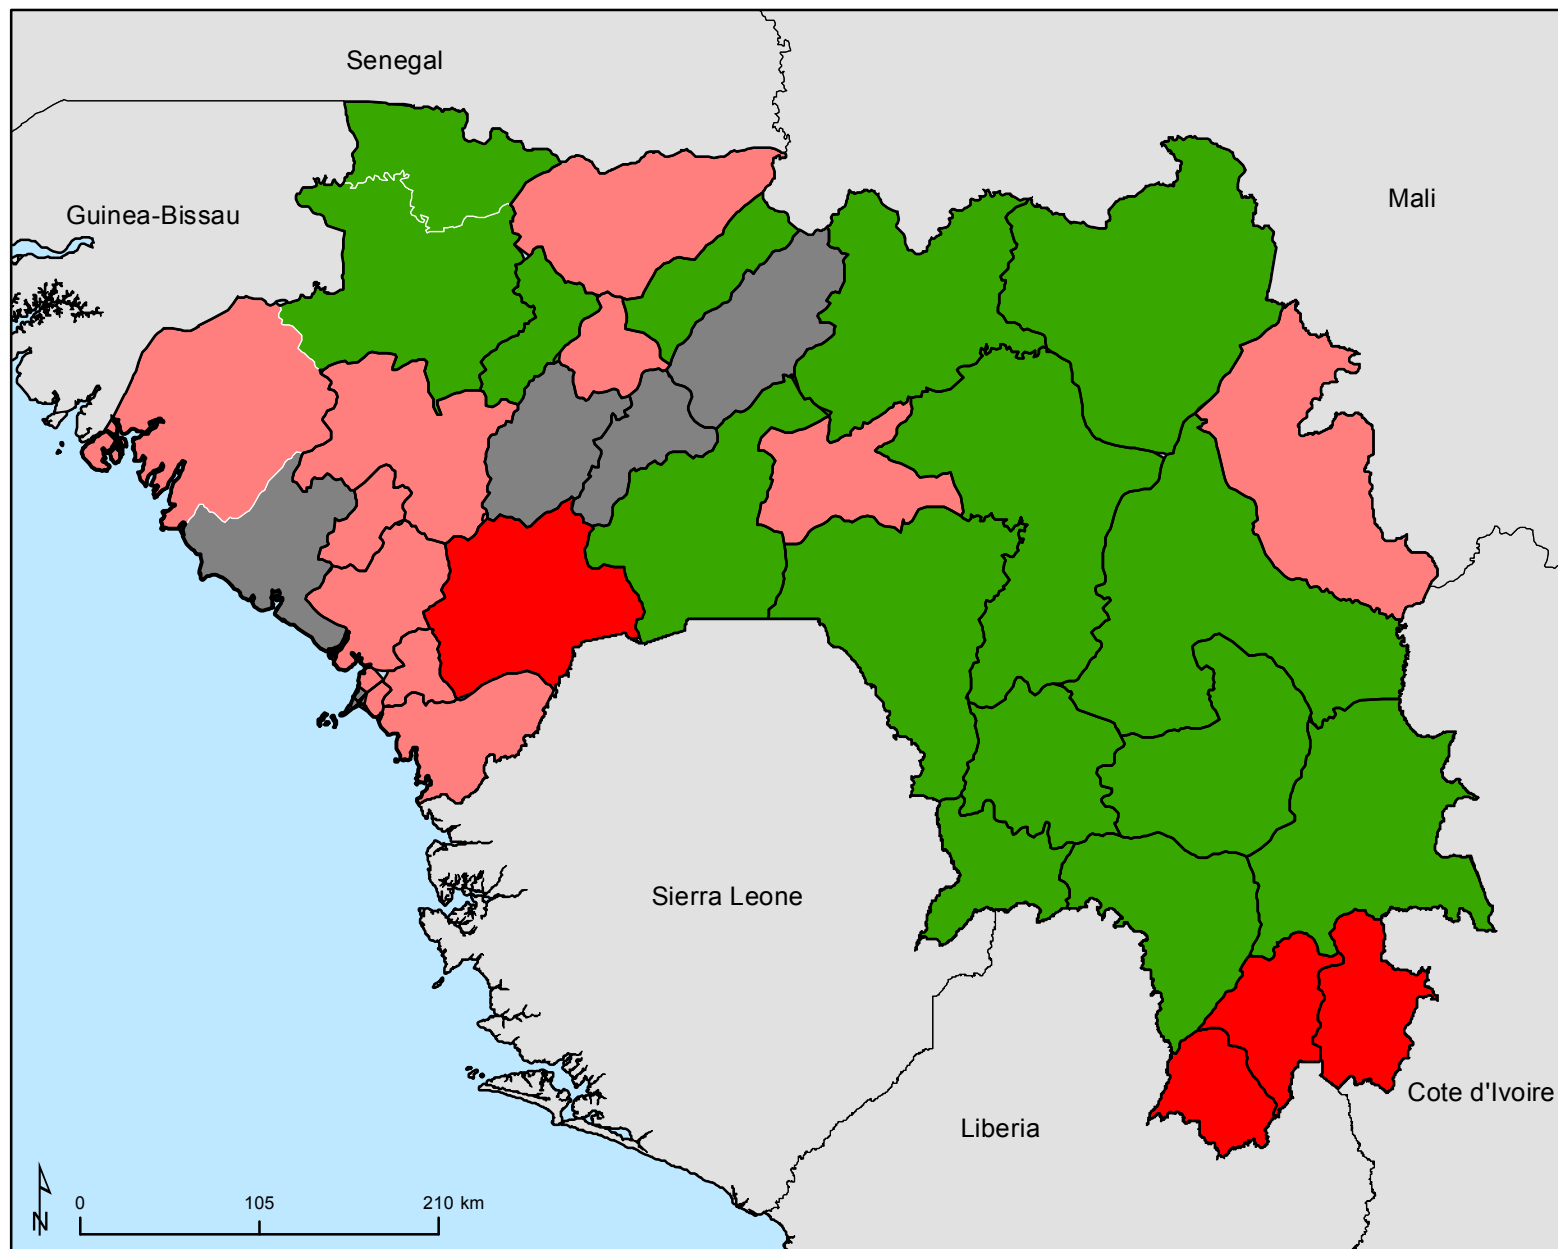 Senegal
Mali
Guinea-Bissau
Sierra Leone
Cote d'Ivoire
Liberia
N
0 105 210 km